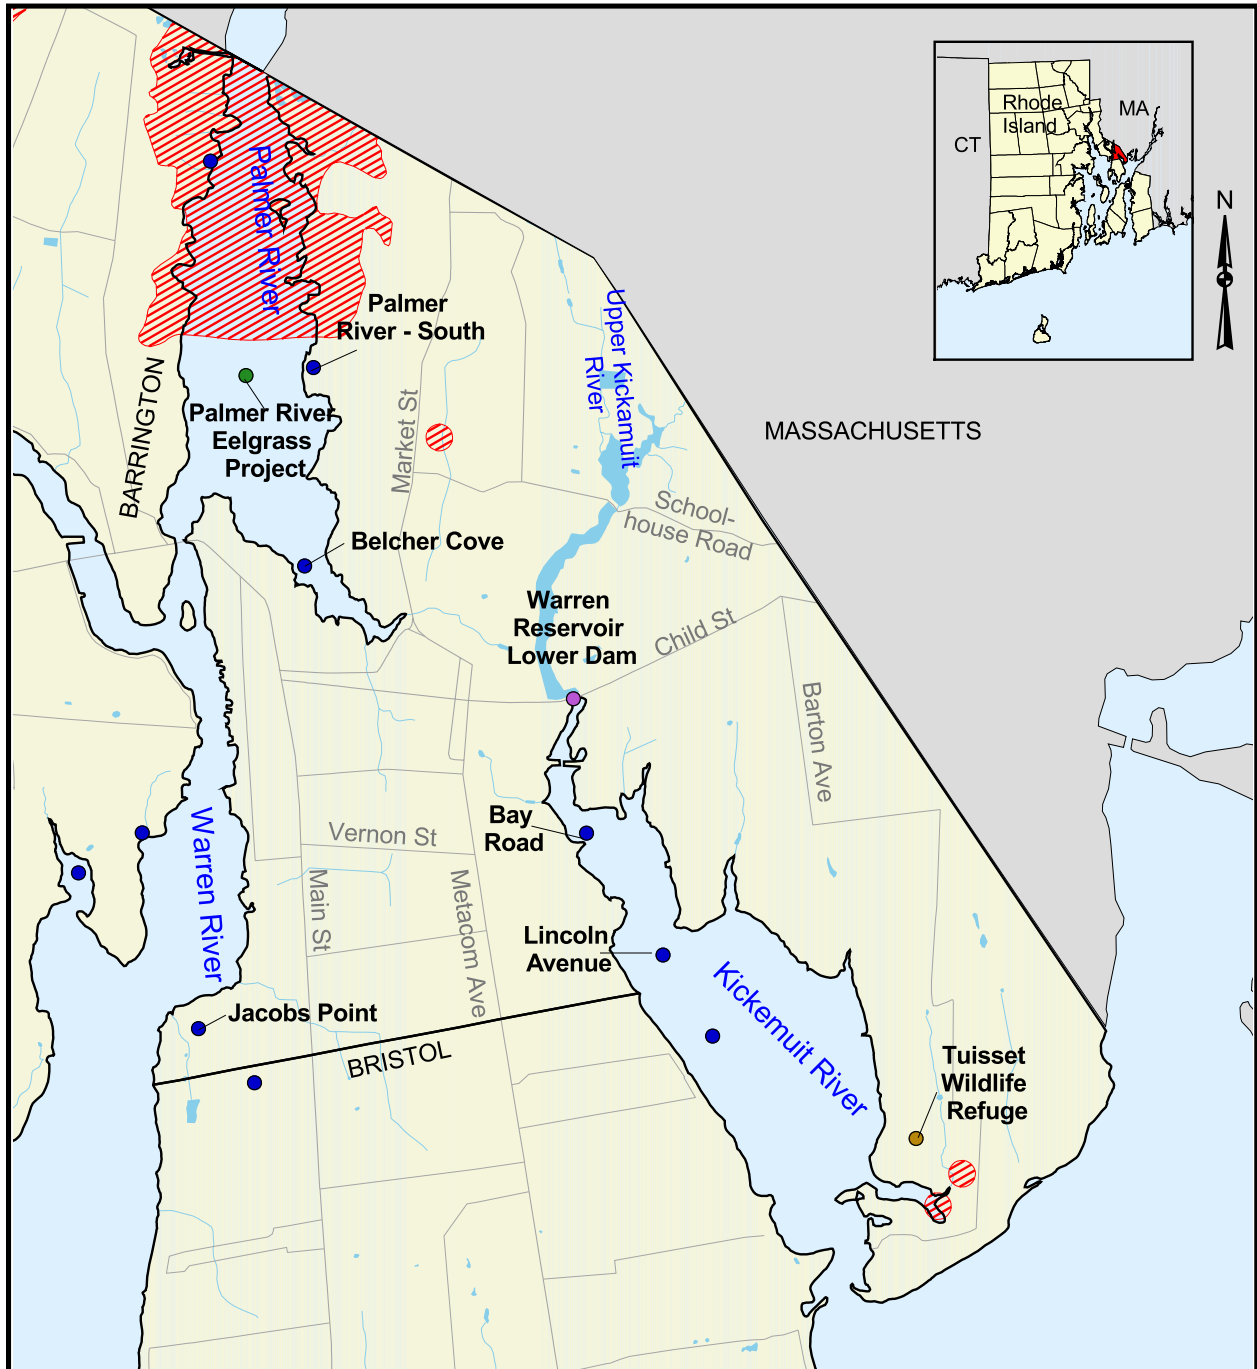 Rhode
Island
MA
CT
N
Palmer River
Palmer
River - South
Upper Kickamuit
River
BARRINGTON
Palmer River
Eelgrass
Project
Market St
MASSACHUSETTS
School-
house Road
Belcher Cove
Warren
Reservoir
Lower Dam
Child St
Barton Ave
Warren River
Vernon St
Bay
Road
Main St
Metacom Ave
Lincoln
Avenue
Kickemuit River
Jacobs Point
BRISTOL
Tuisset
Wildlife
Refuge